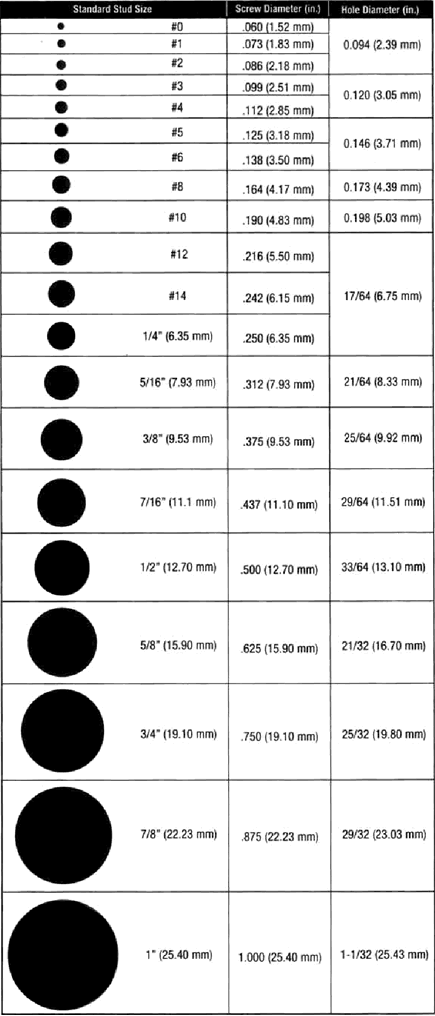 Standard Stud Size Screw Diameter (in.) Hole Diameter (in.)
#0 .060 (1.52 mm)
0.094 (2.39 mm)
#1 .073 (1.83 mm)
#2 .086 (2.18 mm)
#3 .099 (2.51 mm)
0.120 (3.05 mm)
#4 .112 (2.85 mm)
#5 .125 (3.18 mm)
0.146 (3.71 mm)
#6 .138 (3.50 mm)
#8 .164 (4.17 mm) 0.173 (4.39 mm)
#10 .190 (4.83 mm) 0.198 (5.03 mm)
#12 .216 (5.50 mm)
#14 .242 (6.15 mm) 17/64 (6.75 mm)
1/4" (6.35 mm) .250 (6.35 mm)
5/16" (7.93 mm) .312 (7.93 mm) 21/64 (8.33 mm)
3/8" (9.53 mm) .375 (9.53 mm) 25/64 (9.92 mm)
7/16" (11.1 mm) .437 (11.10 mm) 29/64 (11.51 mm)
1/2" (12.70 mm) .500 (12.70 mm) 33/64 (13.10 mm)
5/8" (15.90 mm) .625 (15.90 mm) 21/32 (16.70 mm)
3/4" (19.10 mm) .750 (19.10 mm) 25/32 (19.80 mm)
7/8" (22.23 mm) .875 (22.23 mm) 29/32 (23.03 mm)
1" (25.40 mm) 1.000 (25.40 mm) 1-1/32 (25.43 mm)